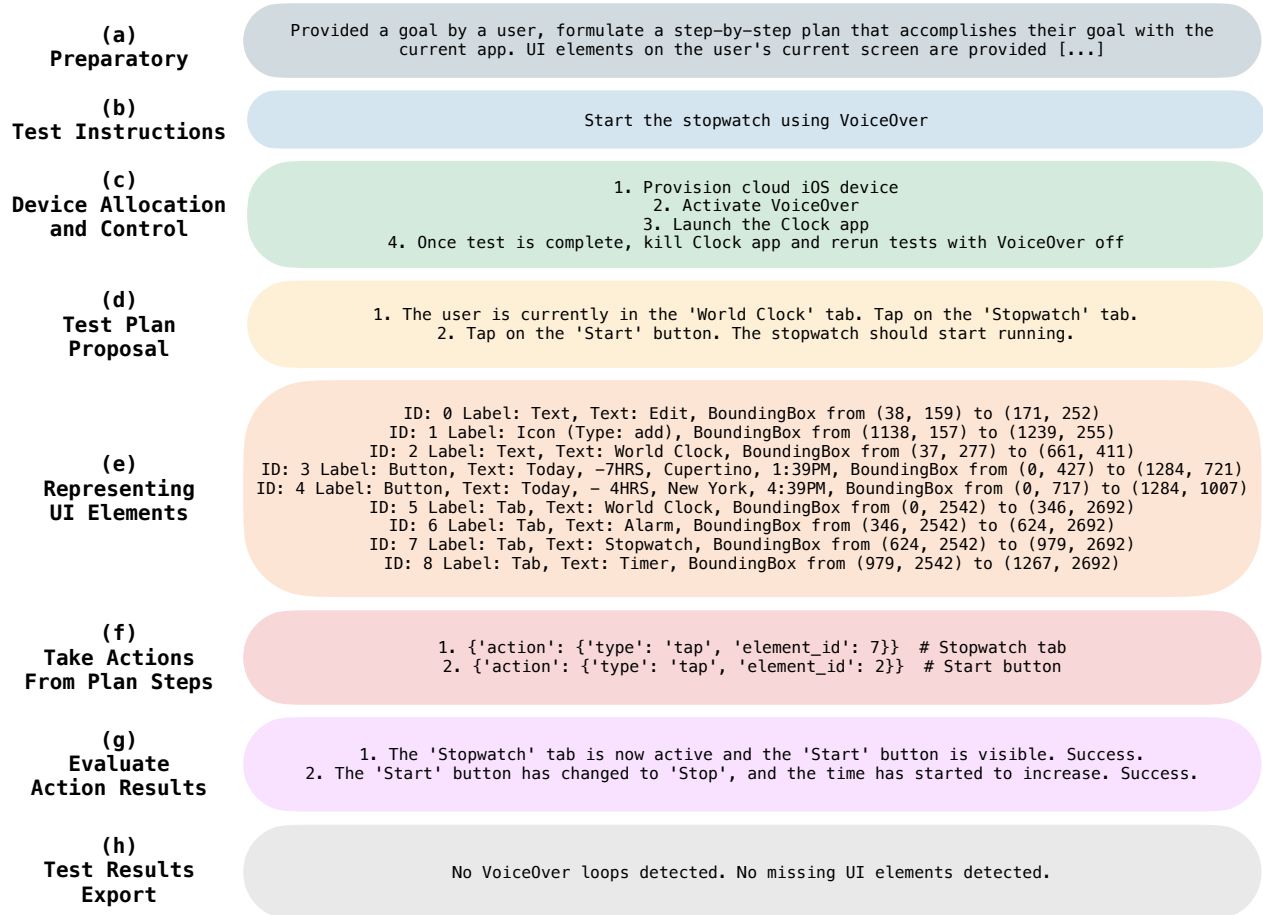 (a)
Preparatory
Provided a goal by a user, formulate a step-by-step plan that accomplishes their goal with the
current app. UI elements on the user's current screen are provided [...]
(b)
Test Instructions
Start the stopwatch using VoiceOver
(c)
Device Allocation
and Control
1. Provision cloud iOS device
2. Activate VoiceOver
3. Launch the Clock app
4. Once test is complete, kill Clock app and rerun tests with VoiceOver off
(d)
Test Plan
Proposal
1. The user is currently in the 'World Clock' tab. Tap on the 'Stopwatch' tab.
2. Tap on the 'Start' button. The stopwatch should start running.
(e)
Representing
UI Elements
ID: 0 Label: Text, Text: Edit, BoundingBox from (38, 159) to (171, 252)
ID: 1 Label: Icon (Type: add), BoundingBox from (1138, 157) to (1239, 255)
ID: 2 Label: Text, Text: World Clock, BoundingBox from (37, 277) to (661, 411)
ID: 3 Label: Button, Text: Today, −7HRS, Cupertino, 1:39PM, BoundingBox from (0, 427) to (1284, 721)
ID: 4 Label: Button, Text: Today, − 4HRS, New York, 4:39PM, BoundingBox from (0, 717) to (1284, 1007)
ID: 5 Label: Tab, Text: World Clock, BoundingBox from (0, 2542) to (346, 2692)
ID: 6 Label: Tab, Text: Alarm, BoundingBox from (346, 2542) to (624, 2692)
ID: 7 Label: Tab, Text: Stopwatch, BoundingBox from (624, 2542) to (979, 2692)
ID: 8 Label: Tab, Text: Timer, BoundingBox from (979, 2542) to (1267, 2692)
(f)
Take Actions
From Plan Steps
1. {'action': {'type': 'tap', 'element_id': 7}}  # Stopwatch tab
2. {'action': {'type': 'tap', 'element_id': 2}}  # Start button
(g)
Evaluate
Action Results
1. The 'Stopwatch' tab is now active and the 'Start' button is visible. Success.
2. The 'Start' button has changed to 'Stop', and the time has started to increase. Success.
(h)
Test Results
Export
No VoiceOver loops detected. No missing UI elements detected.